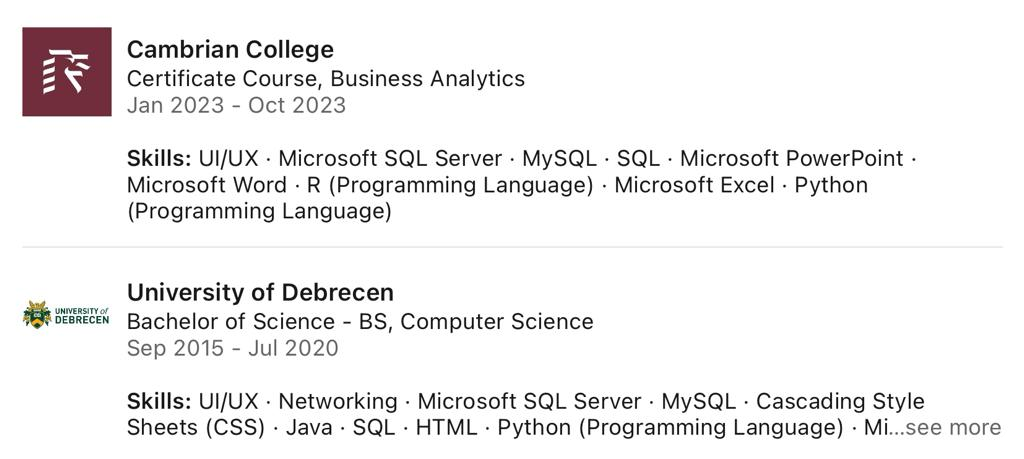 Cambrian College
Certificate Course, Business Analytics
Jan 2023 - Oct 2023
Skills: UI/UX · Microsoft SQL Server · MySQL · SQL · Microsoft PowerPoint ·
Microsoft Word · R (Programming Language) · Microsoft Excel · Python
(Programming Language)
UNIVERSITY of
DEBRECEN
University of Debrecen
Bachelor of Science - BS, Computer Science
Sep 2015 - Jul 2020
Skills: UI/UX · Networking · Microsoft SQL Server · MySQL · Cascading Style
Sheets (CSS) · Java · SQL · HTML · Python (Programming Language) · Mi...see more